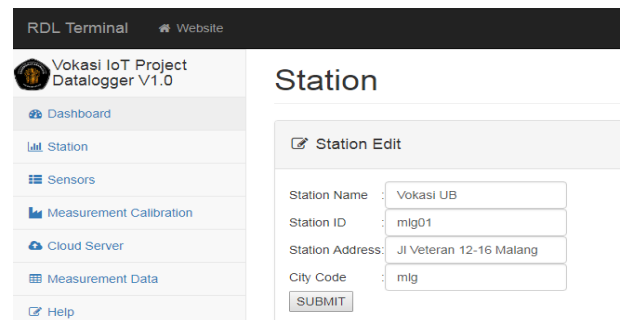 RDL Terminal Website
Vokasi IoT Project
Datalogger V1.0
Dashboard
Station
Sensors
Measurement Calibration
Cloud Server
Measurement Data
Help
Station
Station Edit
Station Name : Vokasi UB
Station ID : mlg01
Station Address: Jl Veteran 12-16 Malang
City Code : mlg
SUBMIT